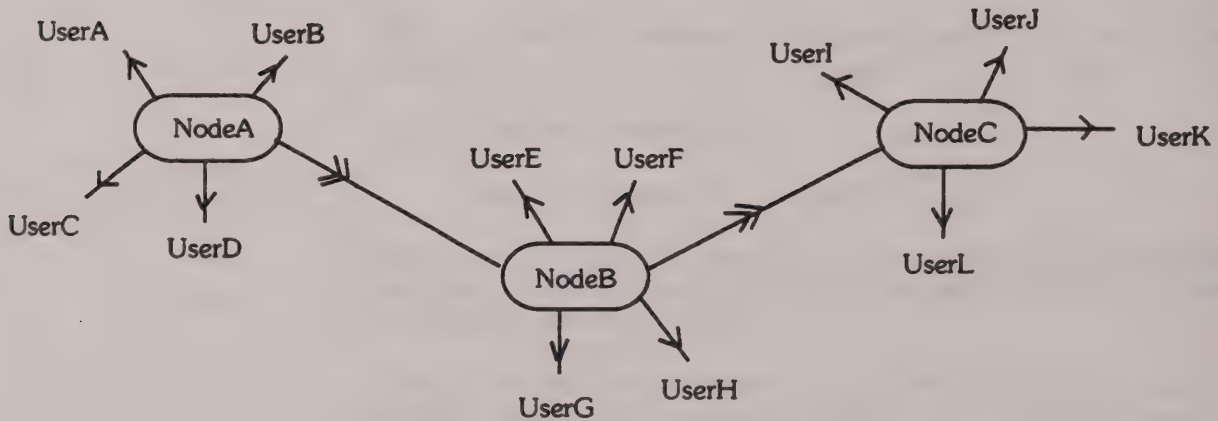 UserA
UserB
NodeA
UserC
UserD
UserE
UserF
NodeB
UserG
UserH
UserI
UserJ
NodeC
UserK
UserL